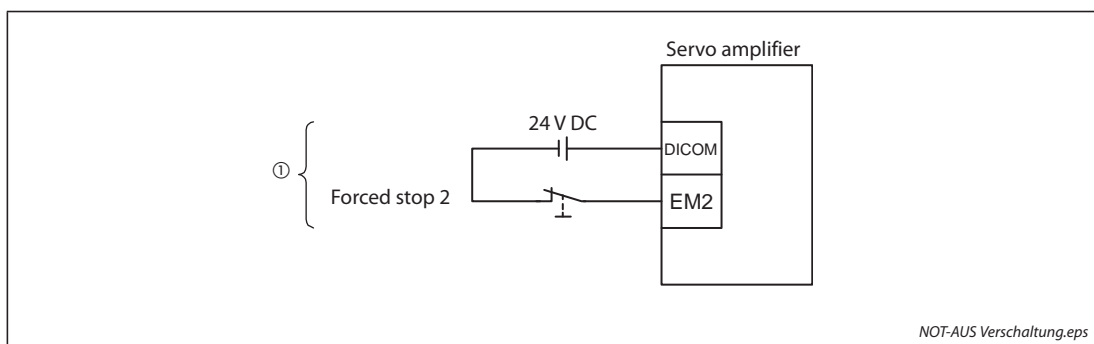 Servo amplifier
24 V DC
DICOM
①
Forced stop 2
EM2
NOT-AUS Verschaltung.eps